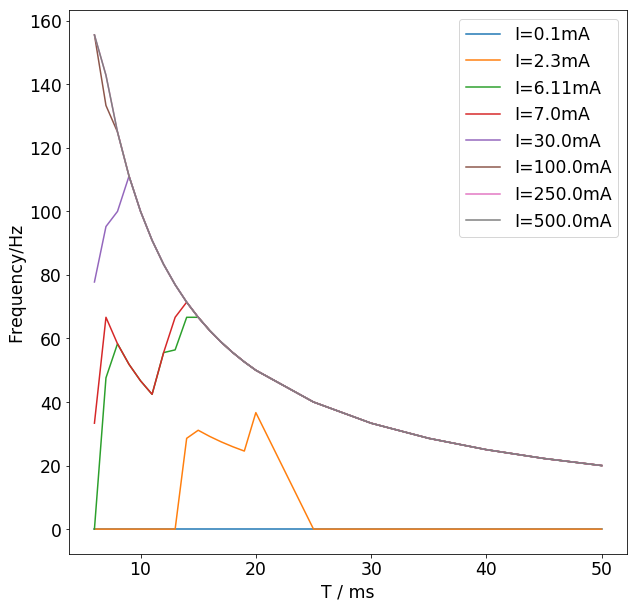 160
140
120
100
80
60
40
20
0
Frequency/Hz
I=0.1mA
I=2.3mA
I=6.11mA
I=7.0mA
I=30.0mA
I=100.0mA
I=250.0mA
I=500.0mA
10 20 30 40 50
T / ms